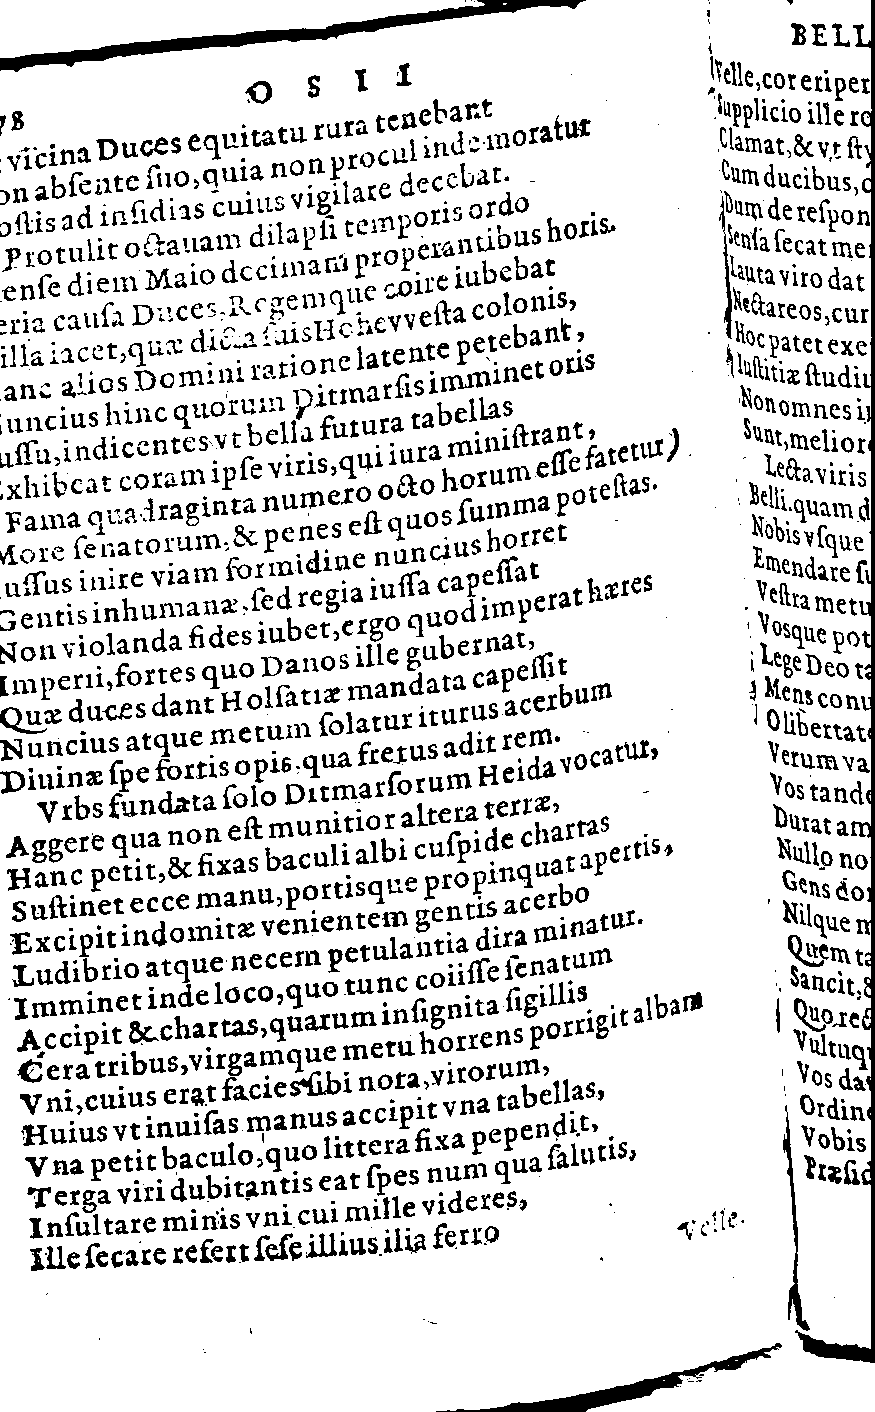 78
O S I I
vicina Duces equitatu rura tenebant
on absente suo, quia non procul inde moratur
ostis ad insidias cuius vigilare decebat.
Protulit octauam dilapsi temporis ordo
ense diem Maio decimam properantibus horis.
eria causa Duces, Regemque coire iubebat
illa iacet, quæ dicta suis Hohevvesta colonis,
anc alios Domini ratione latente petebant,
uncius hinc quorum Ditmarsis imminet oris
ussu, indicentes vt bella futura tabellas
Exhibeat coram ipse viris, qui iura ministrant,
Fama quadraginta numero octo horum esse fatetur)
More senatorum, & penes est quos summa potestas.
ussus inire viam formidine nuncius horret
Gentis inhumanæ, sed regia iussa capessat
Non violanda fides iubet, ergo quod imperat hæres
Imperii, fortes quo Danos ille gubernat,
Quæ duces dant Holsatiæ mandata capessit
Nuncius atque metum solatur iturus acerbum
Diuinæ spe fortis opis, qua fretus adit rem.
Vrbs fundata solo Ditmarsorum Heida vocatur,
Aggere qua non est munitior altera terræ,
Hanc petit, & fixas baculi albi cuspide chartas
Sustinet ecce manu, portisque propinquat apertis,
Excipit indomitæ venientem gentis acerbo
Ludibrio atque necem petulantia dira minatur.
Imminet inde loco, quo tunc coiisse senatum
Accipit & chartas, quarum insignita sigillis
Cera tribus, virgamque metu horrens porrigit albam
Vni, cuius erat facies sibi nota, virorum,
Huius vt inuisas manus accipit vna tabellas,
Vna petit baculo, quo littera fixa pependit,
Terga viri dubitantis eat spes num qua salutis,
Insultare minis vni cui mille videres,
Ille secare refert sese illius ilia ferro
Velle.
BELL
Velle, cor eriper
Supplicio ille ro
Clamat, & vt sty
Cum ducibus, c
Dum de respon
Sensa secat me
Lauta viro dat
Nectareos, cur
Hoc patet exe
Iustitiæ studiu
Non omnes i
Sunt, meliore
Lecta viris
Belli. quam d
Nobis vsque
Emendare su
Vestra metu
Vosque pot
Lege Deo ta
Mens conu
O libertat
Verum va
Vos tande
Durat am
Nullo no
Gens dor
Nilque m
Quem ta
Sancit, &
Quo rec
Vultuq
Vos da
Ordine
Vobis
Præsid